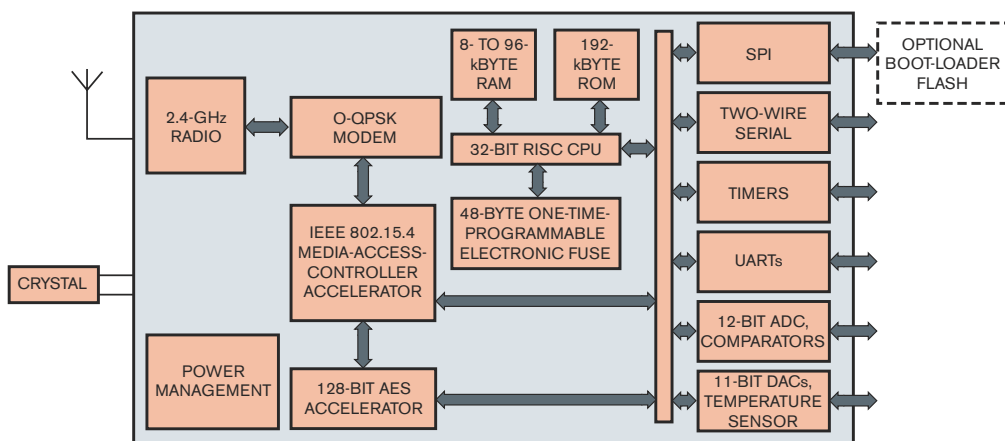 8- TO 96-
kBYTE
RAM
192-
kBYTE
ROM
SPI
OPTIONAL
BOOT-LOADER
FLASH
2.4-GHz
RADIO
O-QPSK
MODEM
32-BIT RISC CPU
TWO-WIRE
SERIAL
TIMERS
48-BYTE ONE-TIME-
PROGRAMMABLE
ELECTRONIC FUSE
IEEE 802.15.4
MEDIA-ACCESS-
CONTROLLER
ACCELERATOR
UARTs
CRYSTAL
12-BIT ADC,
COMPARATORS
POWER
MANAGEMENT
128-BIT AES
ACCELERATOR
11-BIT DACs,
TEMPERATURE
SENSOR